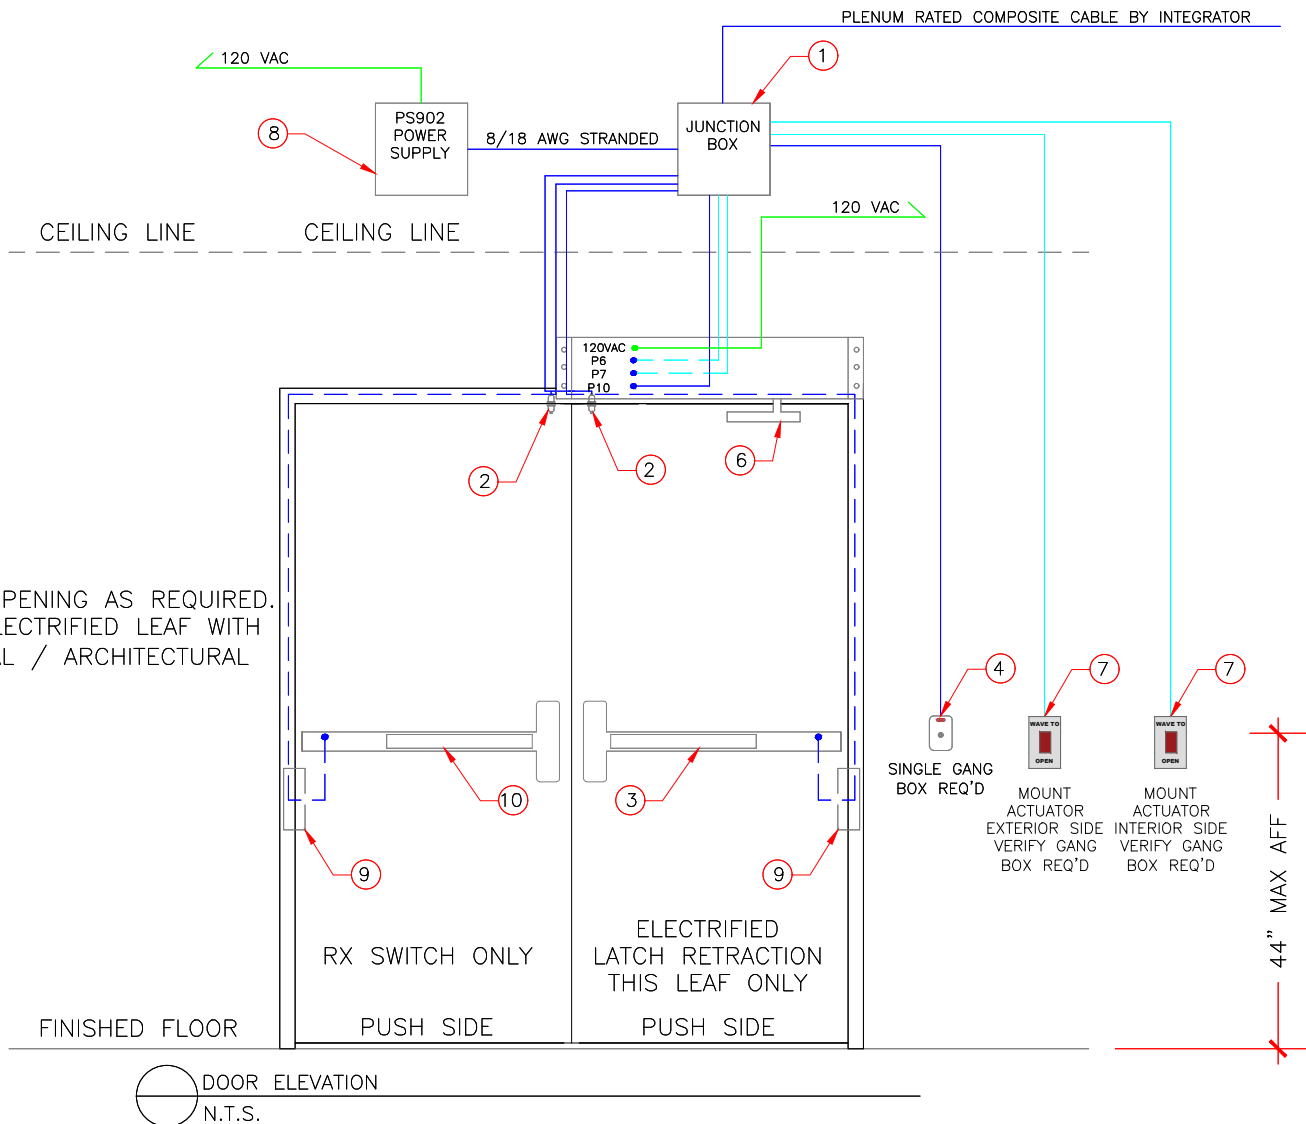 PLENUM RATED COMPOSITE CABLE BY INTEGRATOR
120 VAC
1
PS902
POWER
SUPPLY
8
8/18 AWG STRANDED
JUNCTION
BOX
120 VAC
CEILING LINE
CEILING LINE
120VAC
P6
P7
P10
2
2
6
PENING AS REQUIRED.
LECTRIFIED LEAF WITH
AL / ARCHITECTURAL
4
7
7
WAVE TO
OPEN
WAVE TO
OPEN
SINGLE GANG
BOX REQ'D
MOUNT
ACTUATOR
EXTERIOR SIDE
VERIFY GANG
BOX REQ'D
MOUNT
ACTUATOR
INTERIOR SIDE
VERIFY GANG
BOX REQ'D
44" MAX AFF
10
3
9
9
RX SWITCH ONLY
ELECTRIFIED
LATCH RETRACTION
THIS LEAF ONLY
FINISHED FLOOR
PUSH SIDE
PUSH SIDE
DOOR ELEVATION
N.T.S.